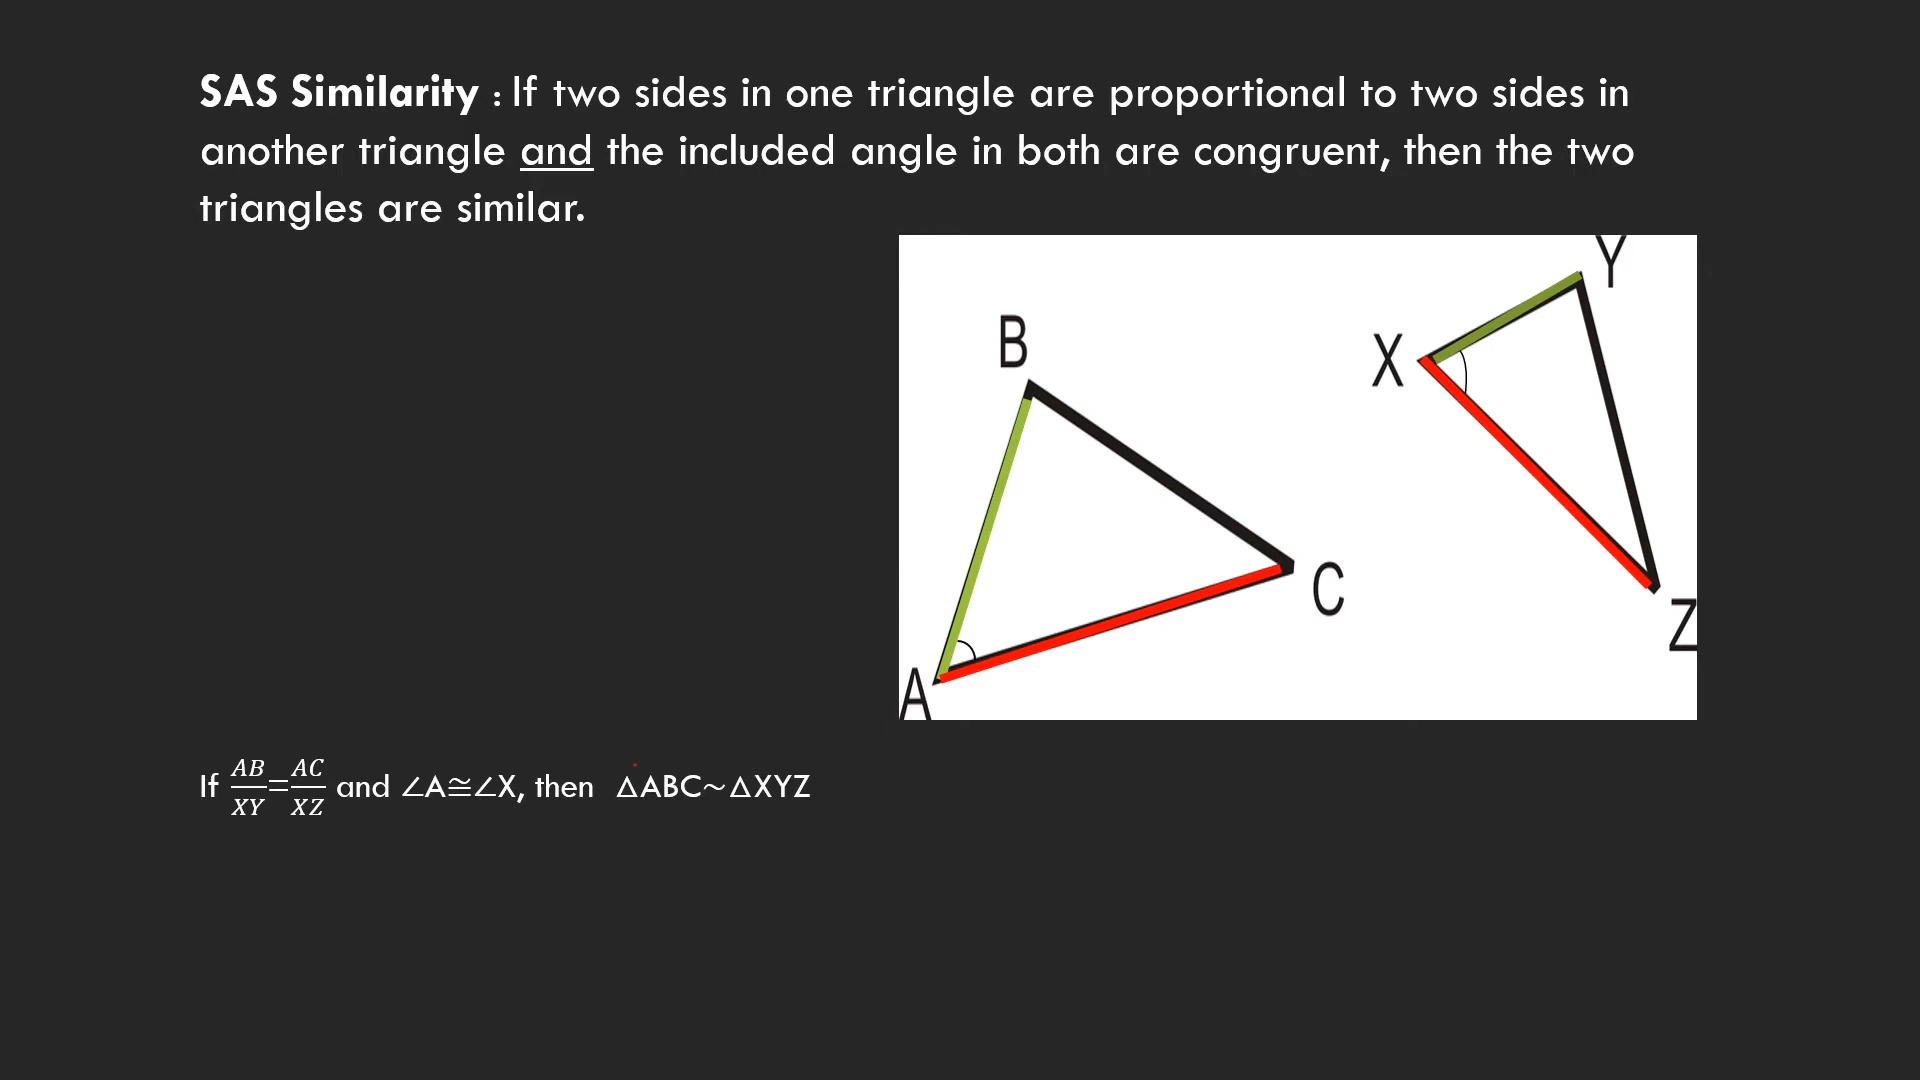 SAS Similarity : If two sides in one triangle are proportional to two sides in
another triangle and the included angle in both are congruent, then the two
triangles are similar.
Y
B
X
C
Z
A
If AB/XY=AC/XZ and ∠A≅∠X, then △ABC~△XYZ